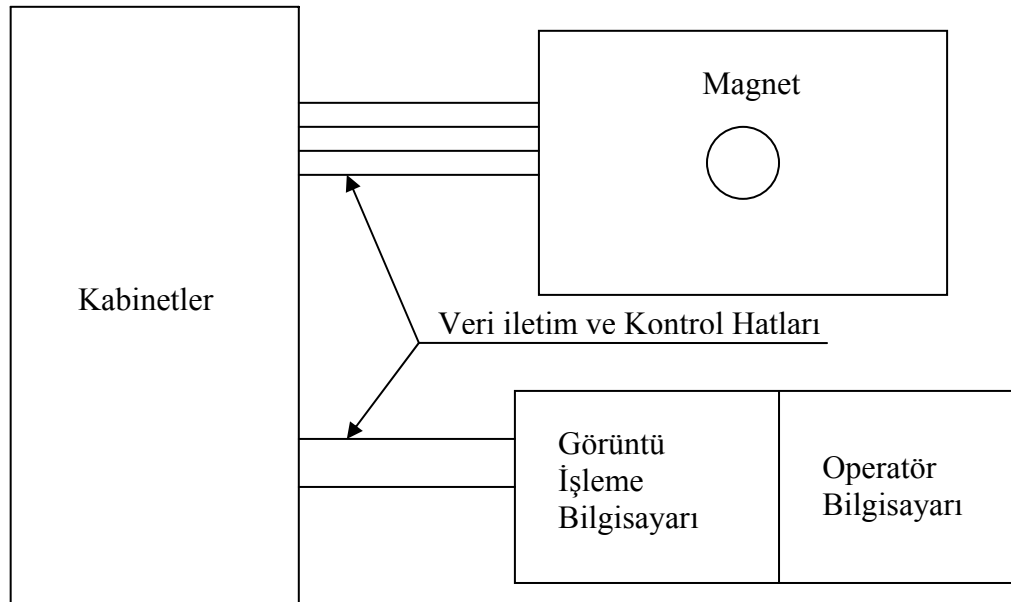 Magnet
Kabinetler
Veri iletim ve Kontrol Hatları
Görüntü
İşleme
Bilgisayarı
Operatör
Bilgisayarı